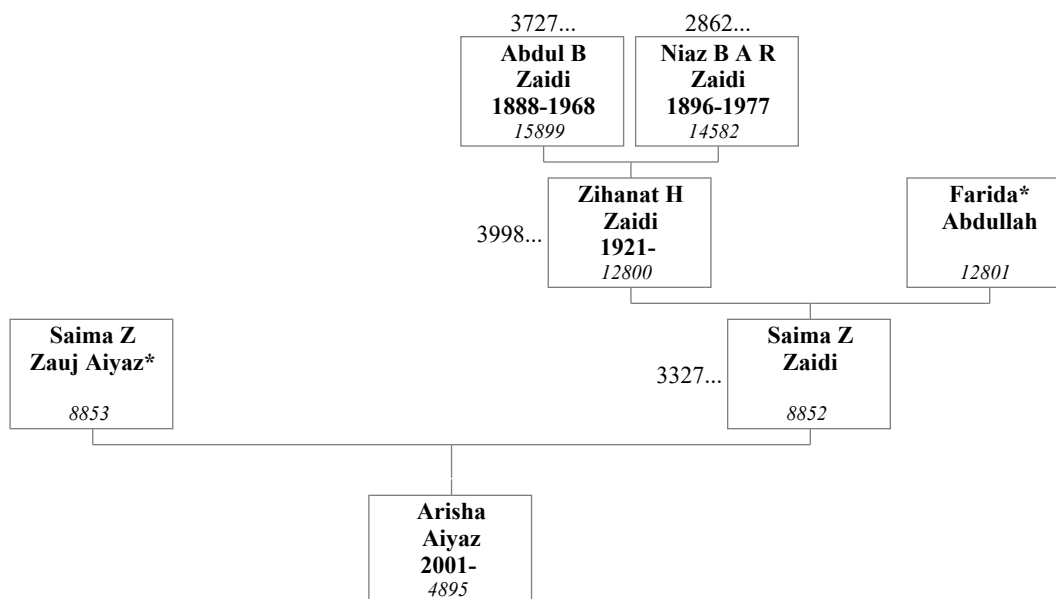 3727...
2862...
Abdul B
Zaidi
1888-1968
15899
Niaz B A R
Zaidi
1896-1977
14582
3998...
Zihanat H
Zaidi
1921-
12800
Farida*
Abdullah
12801
Saima Z
Zauj Aiyaz*
8853
3327...
Saima Z
Zaidi
8852
Arisha
Aiyaz
2001-
4895